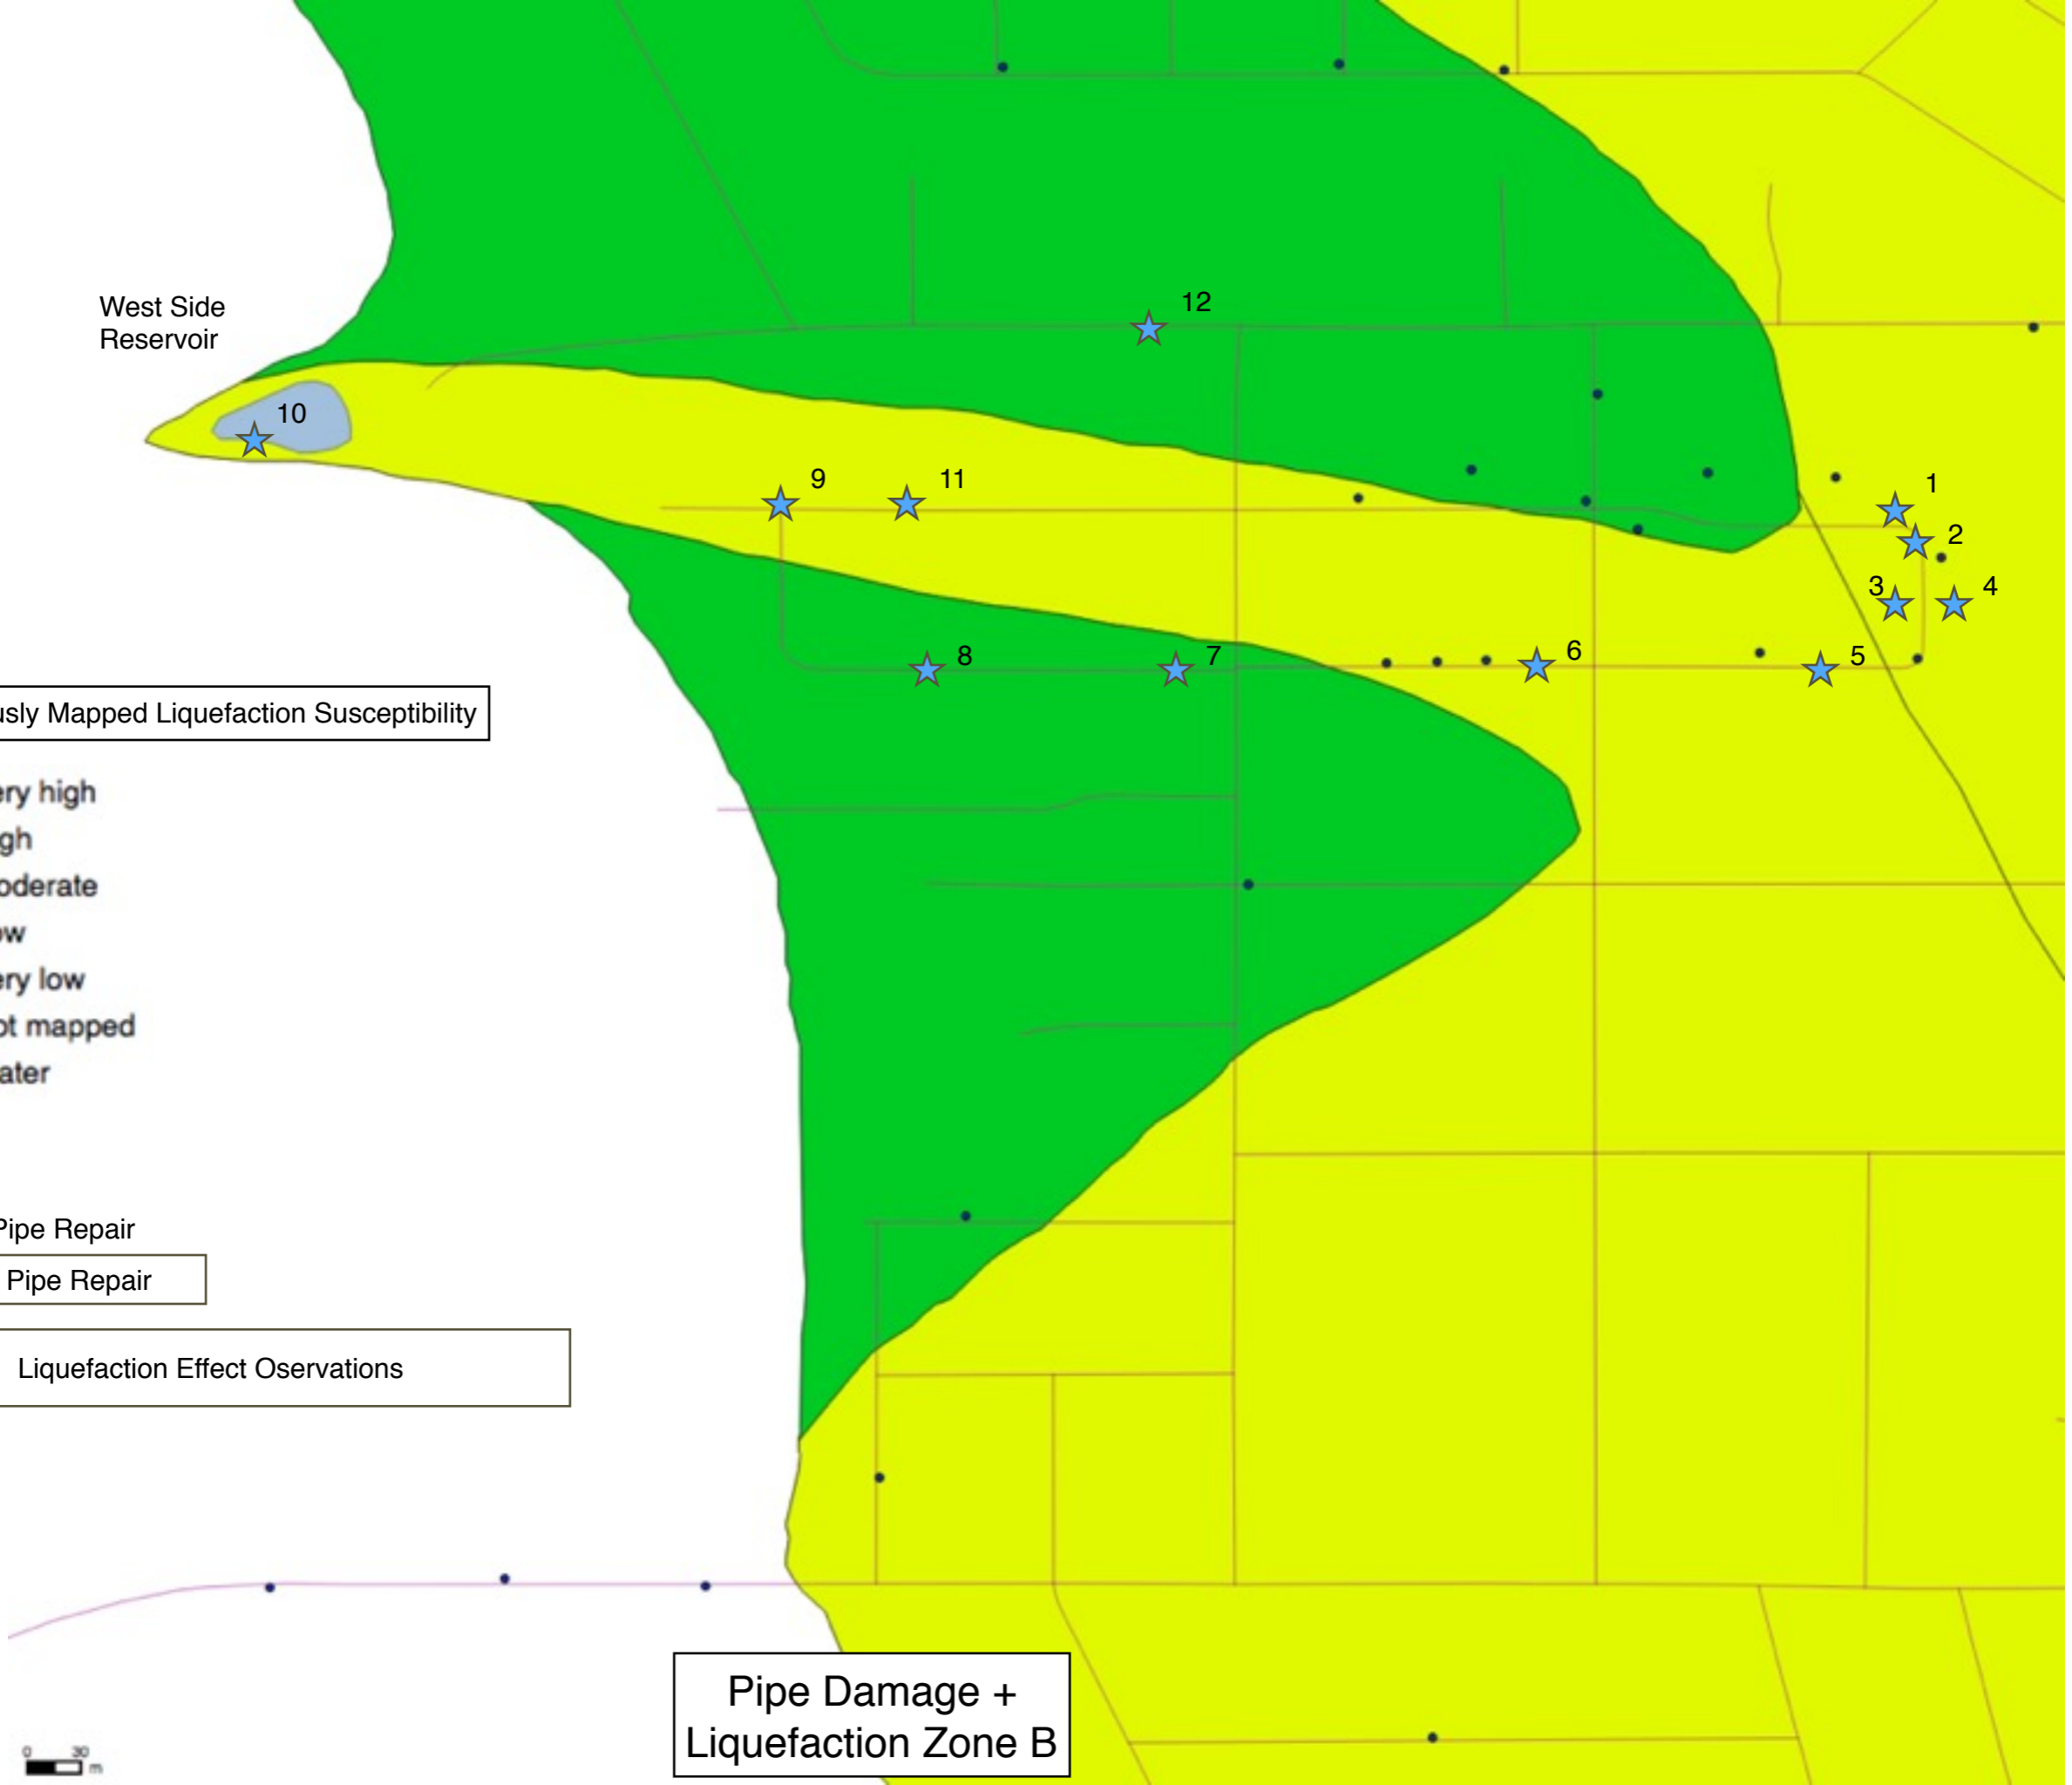 West Side
Reservoir
12
10
9
11
1
2
3
4
8
7
6
5
usly Mapped Liquefaction Susceptibility
ery high
gh
oderate
ow
ery low
ot mapped
ater
Pipe Repair
Pipe Repair
Liquefaction Effect Oservations
Pipe Damage +
Liquefaction Zone B
0 30
m